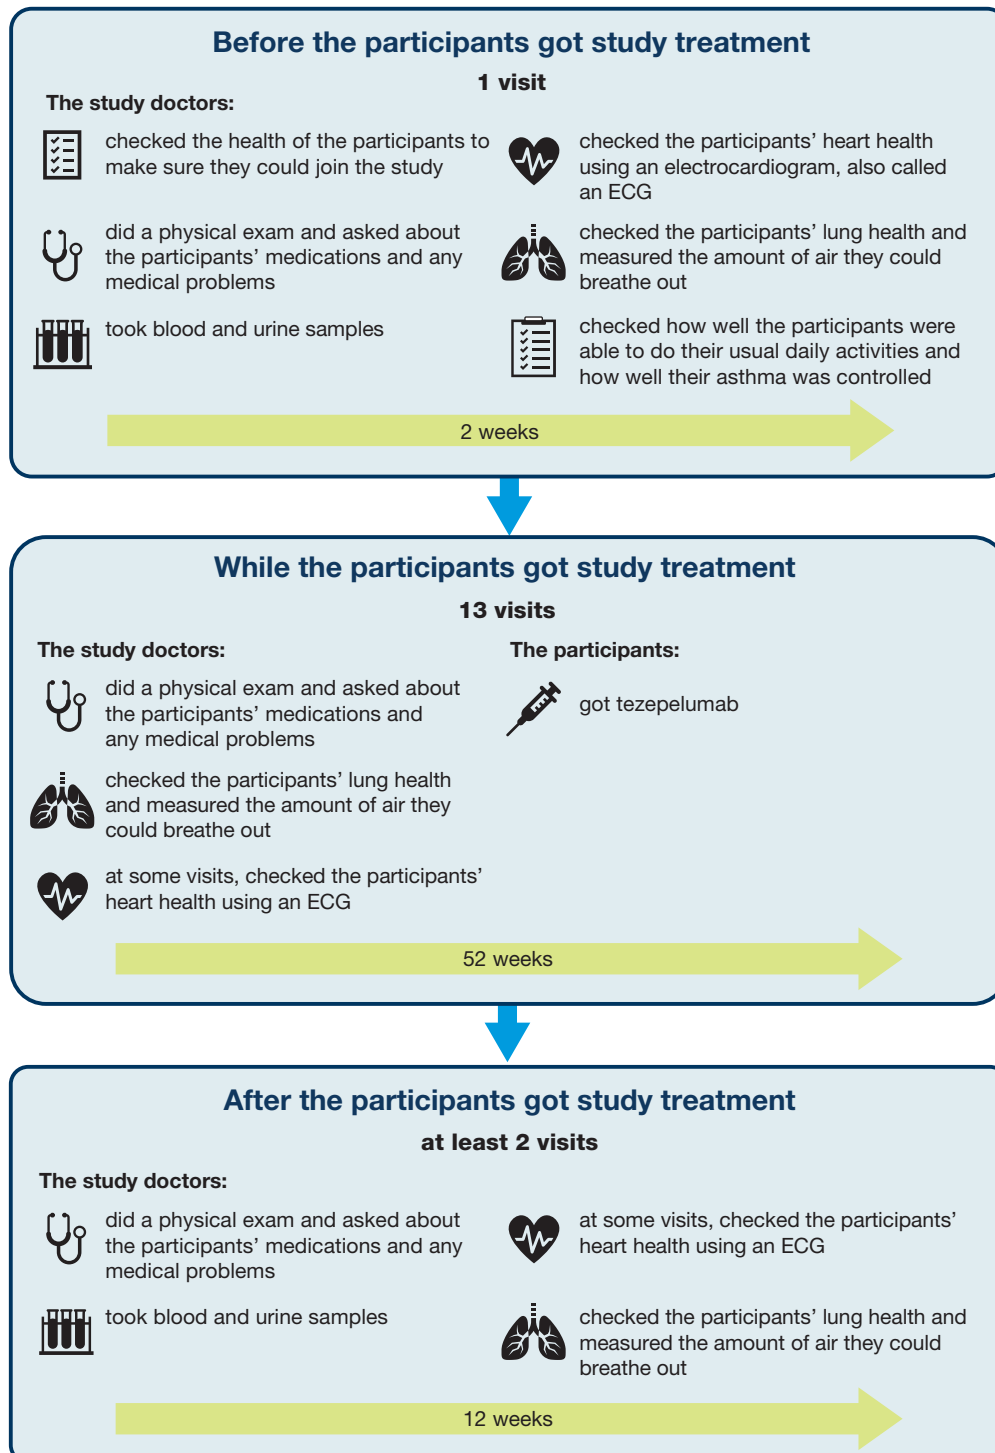 Before the participants got study treatment
1 visit
The study doctors:
checked the health of the participants to
make sure they could join the study
did a physical exam and asked about
the participants' medications and any
medical problems
took blood and urine samples
checked the participants' heart health
using an electrocardiogram, also called
an ECG
checked the participants' lung health and
measured the amount of air they could
breathe out
checked how well the participants were
able to do their usual daily activities and
how well their asthma was controlled
2 weeks
While the participants got study treatment
13 visits
The study doctors:
did a physical exam and asked about
the participants' medications and
any medical problems
checked the participants' lung health
and measured the amount of air they
could breathe out
at some visits, checked the participants'
heart health using an ECG
The participants:
got tezepelumab
52 weeks
After the participants got study treatment
at least 2 visits
The study doctors:
did a physical exam and asked about
the participants' medications and any
medical problems
took blood and urine samples
at some visits, checked the participants'
heart health using an ECG
checked the participants' lung health and
measured the amount of air they could
breathe out
12 weeks